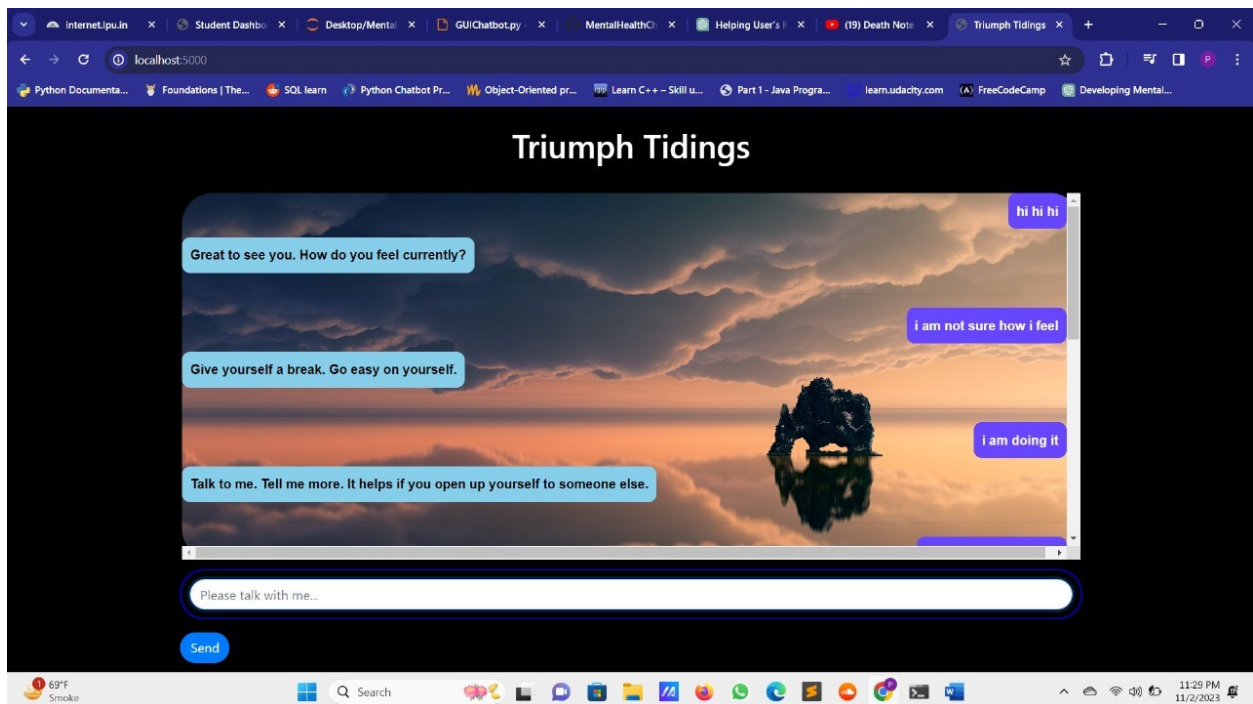 internet.lpu.in
Student Dashbo
Desktop/Mental
GUIChatbot.py -
MentalHealthCh
Helping User's
(19) Death Note
Triumph Tidings
localhost:5000
Python Documenta...
Foundations | The...
SQL learn
Python Chatbot Pr...
Object-Oriented pr...
Learn C++ – Skill u...
Part 1 - Java Progra...
learn.udacity.com
FreeCodeCamp
Developing Mental...
Triumph Tidings
hi hi hi
Great to see you. How do you feel currently?
i am not sure how i feel
Give yourself a break. Go easy on yourself.
i am doing it
Talk to me. Tell me more. It helps if you open up yourself to someone else.
Please talk with me...
Send
69°F
Smoke
Search
11:29 PM
11/2/2023